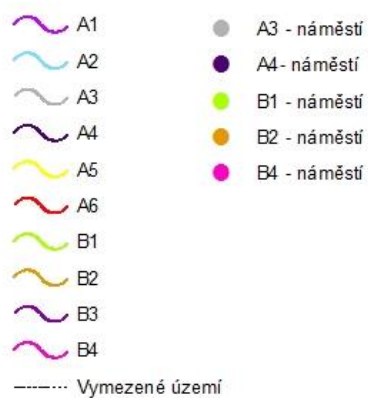 A1
A2
A3
A4
A5
A6
B1
B2
B3
B4
Vymezené území
A3 - náměstí
A4- náměstí
B1 - náměstí
B2 - náměstí
B4 - náměstí